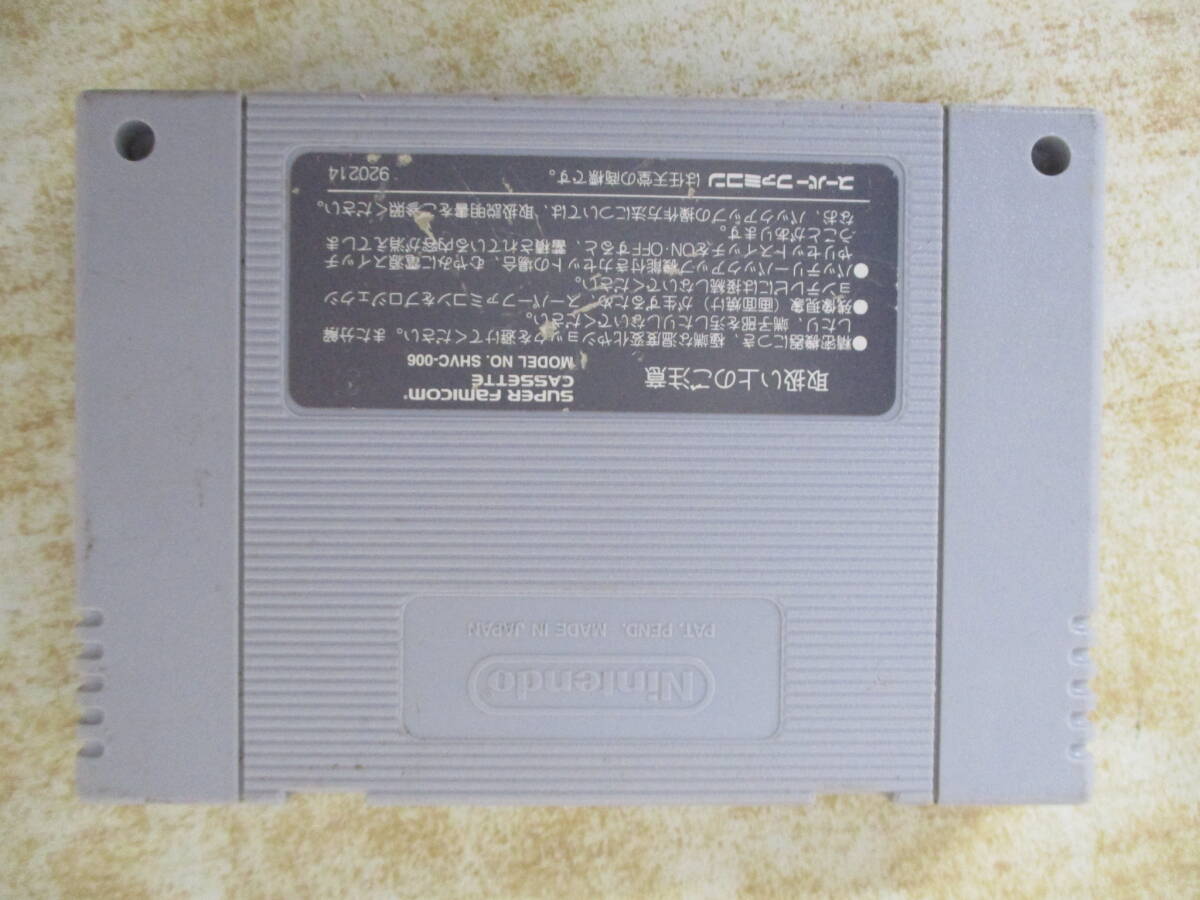 取扱い上のご注意
SUPER FAMICOM
CASSETTE
MODEL NO. SHVC-006
●精密機器につき、極端な温度変化やショックを避けてください。また分解
したり、端子部を汚したりしないでください。
●残像現象（画面焼け）が生ずるため、スーパーファミコンをプロジェクシ
ョンテレビには接続しないでください。
●バッテリーバックアップ機能付きカセットの場合、むやみに電源スイッチ
やリセットスイッチをON・OFFすると、蓄積されている内容が消えてしま
うことがあります。
なお、バックアップの操作方法については、取扱説明書をご参照ください。
スーパーファミコンは任天堂の商標です。 920214
PAT. PEND. MADE IN JAPAN
Nintendo